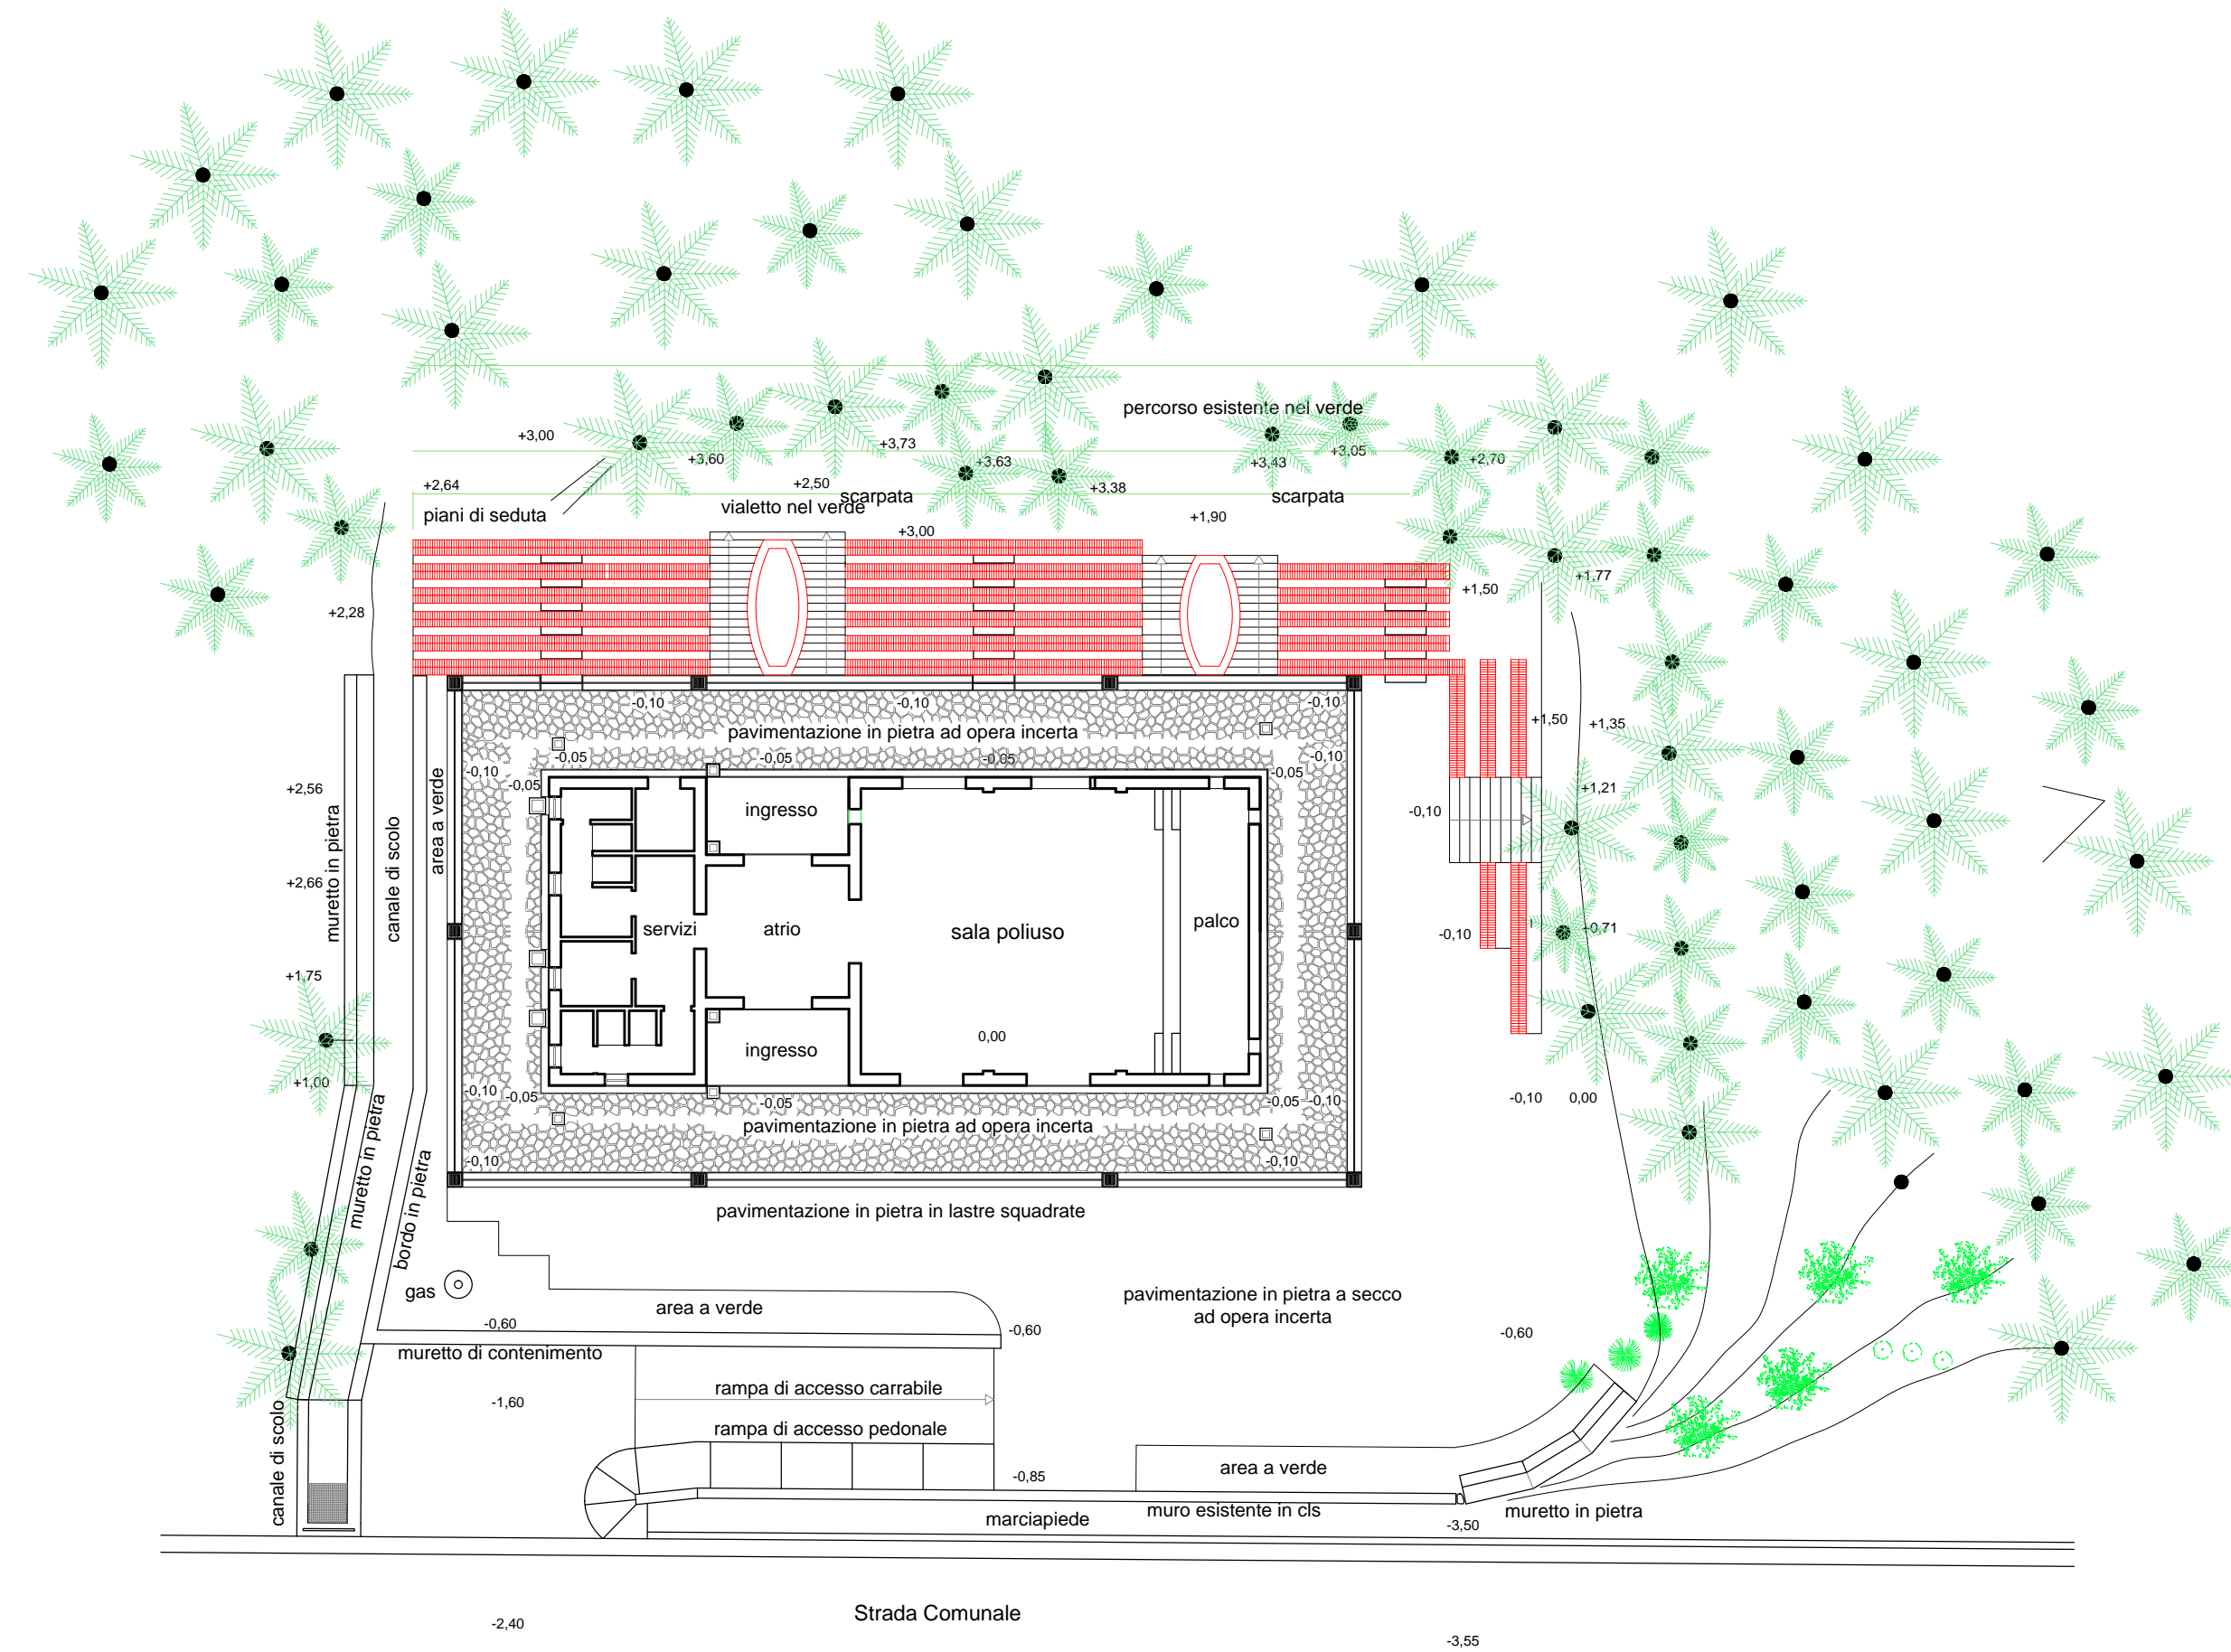 percorso esistente nel verde
+3,00
+3,73
+3,60
+3,63
+3,43
+3,05
+2,70
+2,64
+2,50
+3,38
scarpata
scarpata
piani di seduta
vialetto nel verde
+1,90
+3,00
+1,77
+1,50
+2,28
-0,10
-0,10
-0,10
+1,50
+1,35
pavimentazione in pietra ad opera incerta
-0,05
-0,05
-0,05
-0,10
-0,10
-0,05
-0,05
+2,56
+1,21
ingresso
-0,10
muretto in pietra
canale di scolo
area a verde
+2,66
servizi
atrio
sala poliuso
palco
-0,10
-0,71
+1,75
0,00
ingresso
+1,00
-0,10
-0,05
-0,05
-0,05
-0,10
-0,10
0,00
pavimentazione in pietra ad opera incerta
-0,10
-0,10
muretto in pietra
bordo in pietra
pavimentazione in pietra in lastre squadrate
gas
area a verde
pavimentazione in pietra a secco
ad opera incerta
-0,60
-0,60
-0,60
muretto di contenimento
rampa di accesso carrabile
-1,60
rampa di accesso pedonale
canale di scolo
area a verde
-0,85
muro esistente in cls
muretto in pietra
marciapiede
-3,50
Strada Comunale
-2,40
-3,55